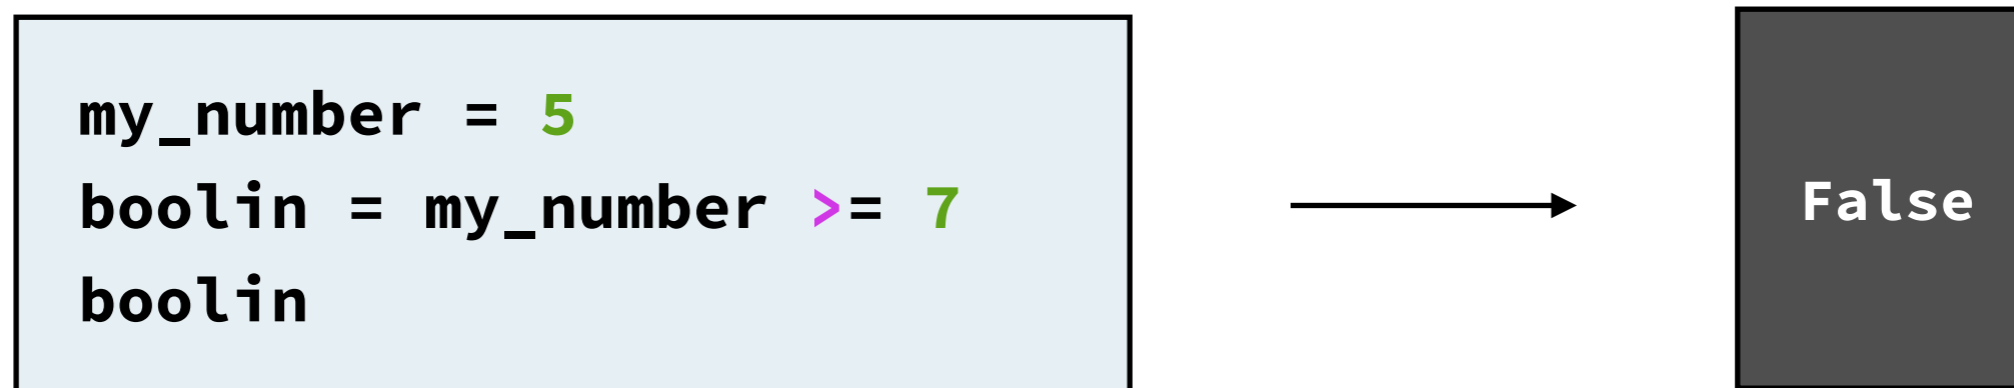 my_number = 5
boolin = my_number >= 7
boolin
False